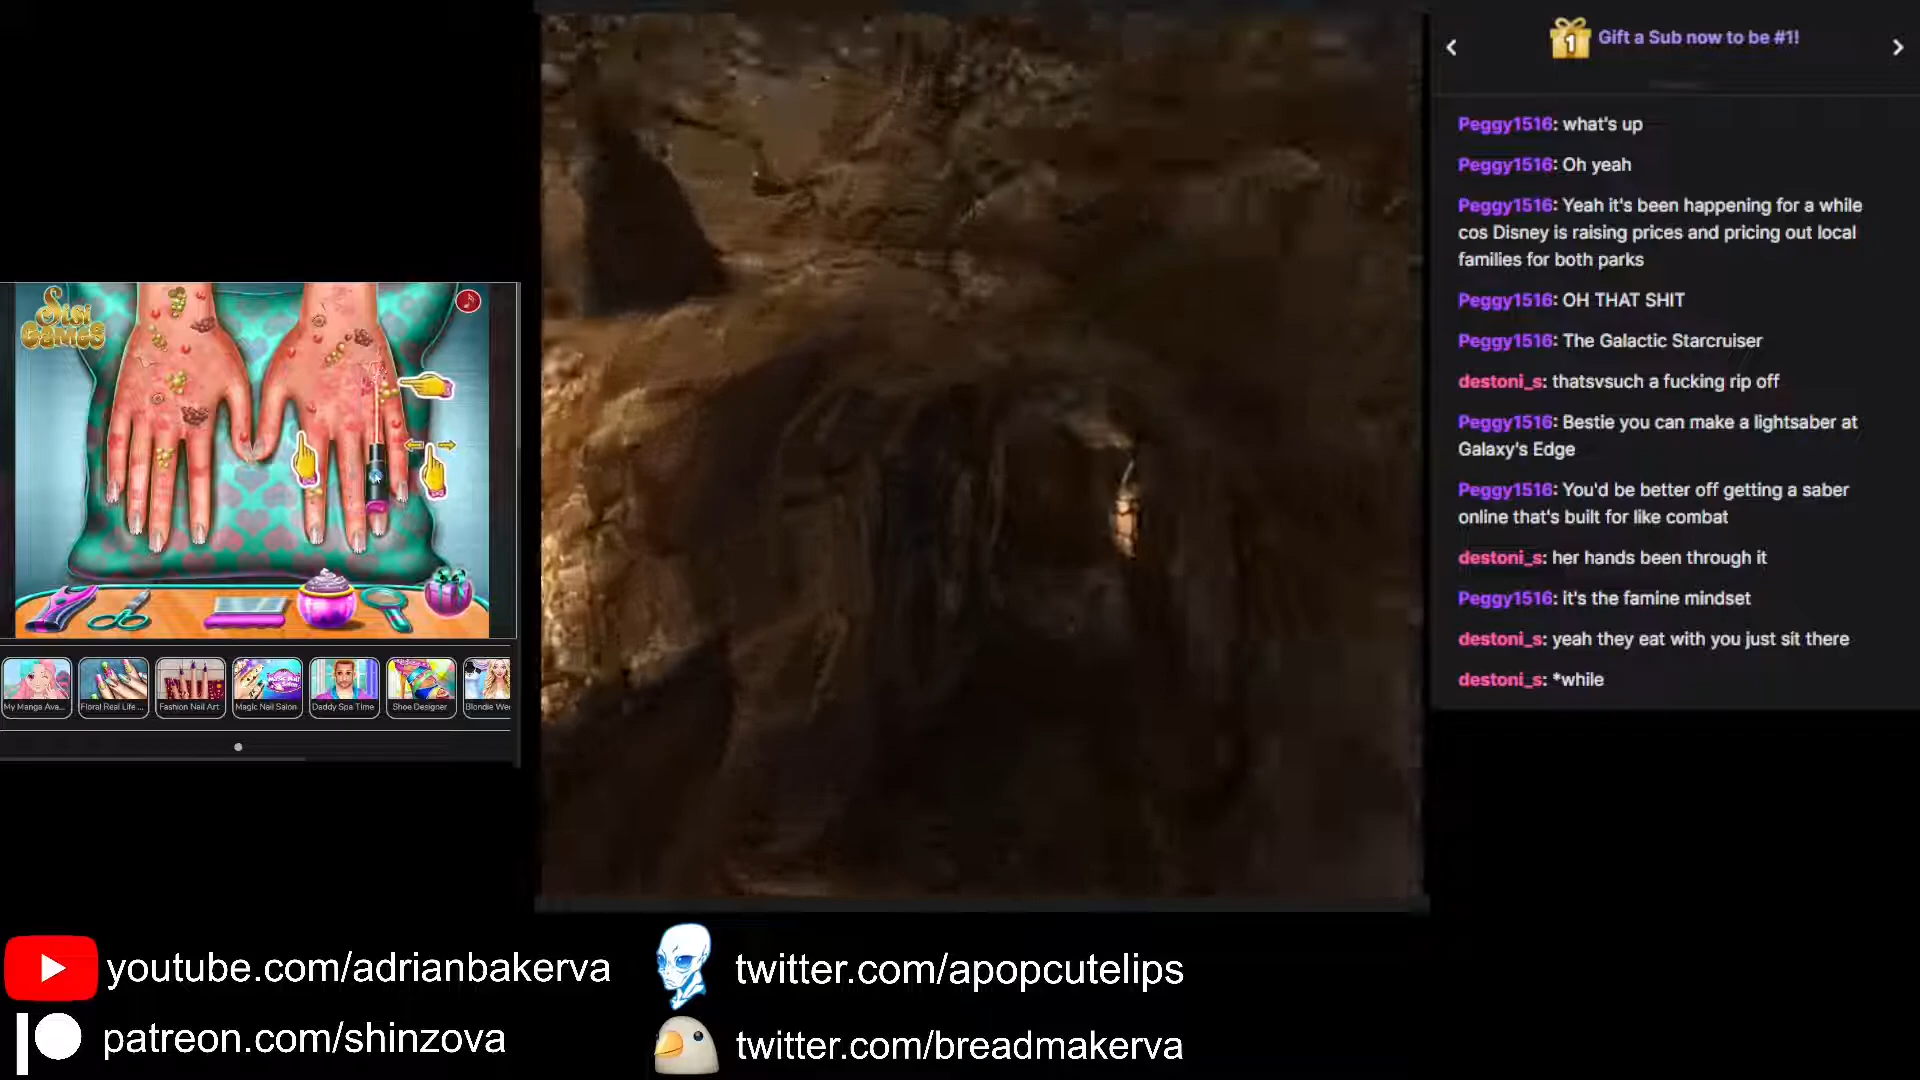 Gift a Sub now to be #1!
1
Peggy1516: what's up
Peggy1516: Oh yeah
Peggy1516: Yeah it's been happening for a while
cos Disney is raising prices and pricing out local
families for both parks
Peggy1516: OH THAT SHIT
Peggy1516: The Galactic Starcruiser
destoni_s: thatsvsuch a fucking rip off
Peggy1516: Bestie you can make a lightsaber at
Galaxy's Edge
Peggy1516: You'd be better off getting a saber
online that's built for like combat
destoni_s: her hands been through it
Peggy1516: it's the famine mindset
destoni_s: yeah they eat with you just sit there
destoni_s: *while
Sisi
Games
My Manga Ava...
Floral Real Life ...
Fashion Nail Art
Magic Nail Salon
Daddy Spa Time
Shoe Designer
Blondie We
youtube.com/adrianbakerva
twitter.com/apopcutelips
patreon.com/shinzova
twitter.com/breadmakerva